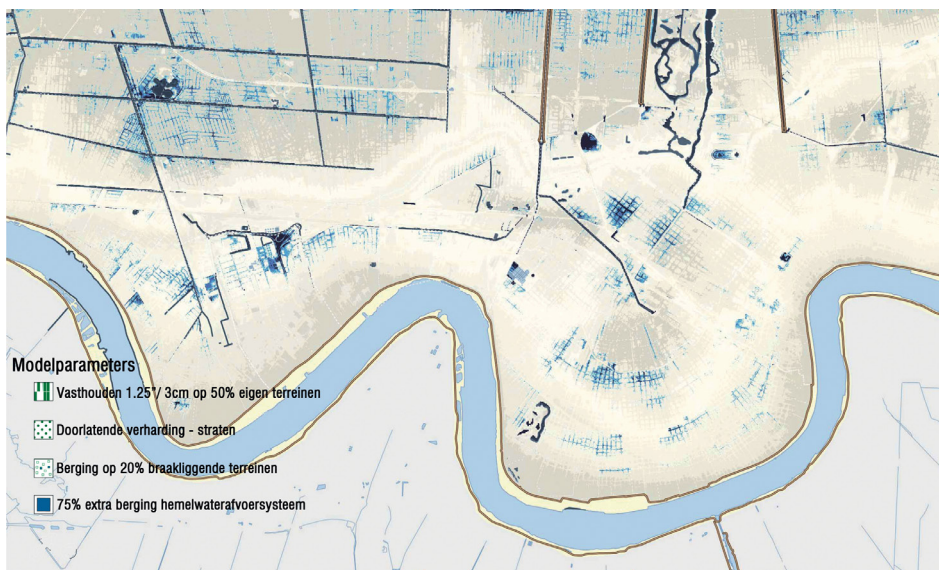 Modelparameters
Vasthouden 1.25"/ 3cm op 50% eigen terreinen
Doorlatende verharding - straten
Berging op 20% braakliggende terreinen
75% extra berging hemelwaterafvoersysteem